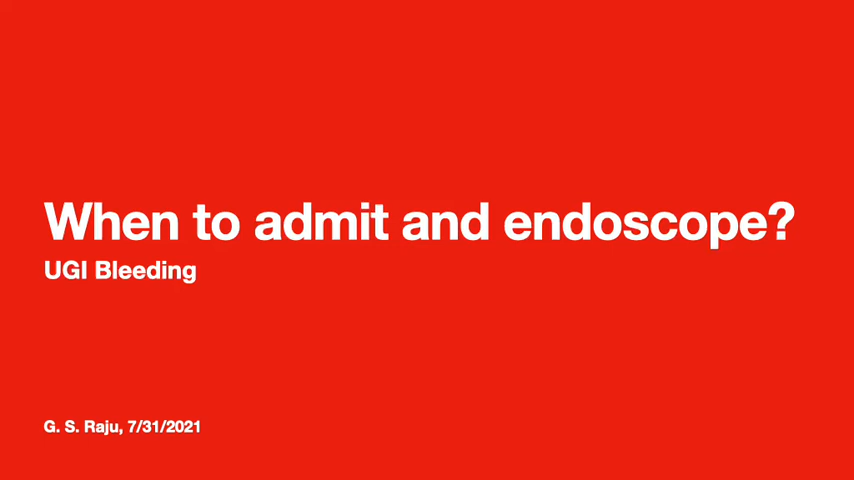 When to admit and endoscope?
UGI Bleeding
G. S. Raju, 7/31/2021